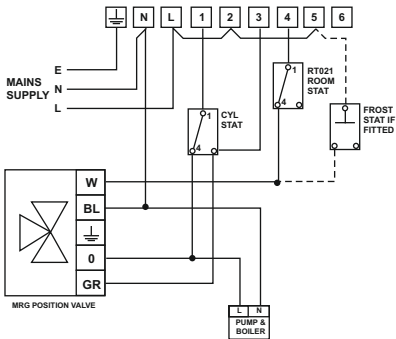 N L 1 2 3 4 5 6
E
MAINS
SUPPLY
N
L
1
4
CYL
STAT
1
4
RT021
ROOM
STAT
FROST
STAT IF
FITTED
W
BL
0
GR
MRG POSITION VALVE
L N
PUMP &
BOILER